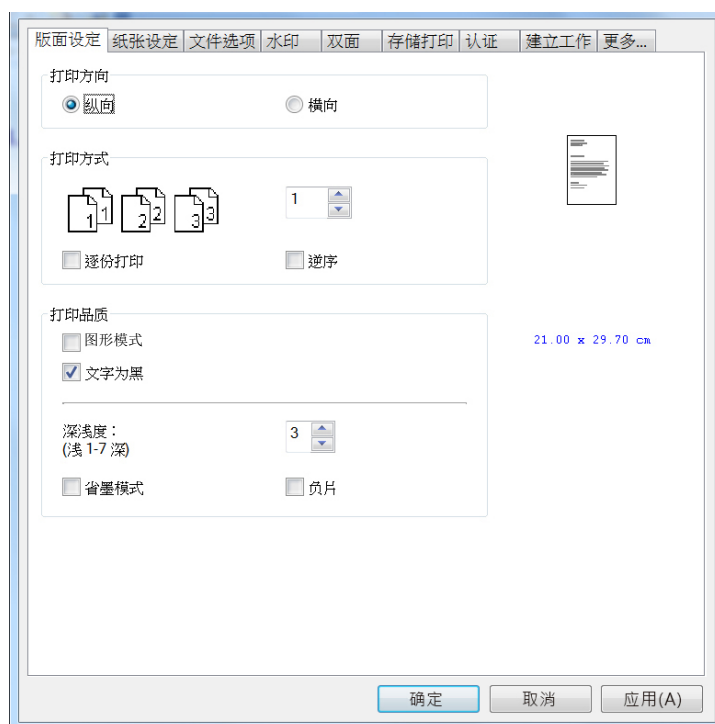 版面设定 纸张设定 文件选项 水印 双面 存储打印 认证 建立工作 更多...
打印方向
纵向 橫向
打印方式
1 1 2 2 3 3 1
逐份打印 逆序
打印品质
图形模式
21.00 x 29.70 cm
文字为黑
深浅度：
(浅 1-7 深) 3
省墨模式 负片
确定 取消 应用(A)